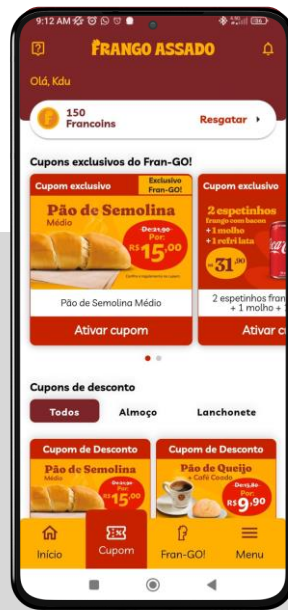 9:12 AM
FRANGO ASSADO
Olá, Kdu
150
Francoins
Resgatar
Cupons exclusivos do Fran-GO!
Cupom exclusivo
Exclusivo
Fran-GO!
Pão de Semolina
Médio
Por:
R$15,00
Pão de Semolina Médio
Ativar cupom
Cupom exclusivo
2 espetinhos
frango com bacon
+1 molho
+1 refri lata
31,90
2 espetinhos fran
+ 1 molho +
Ativar c
Cupons de desconto
Todos
Almoço
Lanchonete
Cupom de Desconto
Pão de Semolina
Médio
Por:
R$15,00
Cupom de Desconto
Pão de Queijo
+ Café Coado
Por:
R$9,90
Início
Cupom
Fran-GO!
Menu